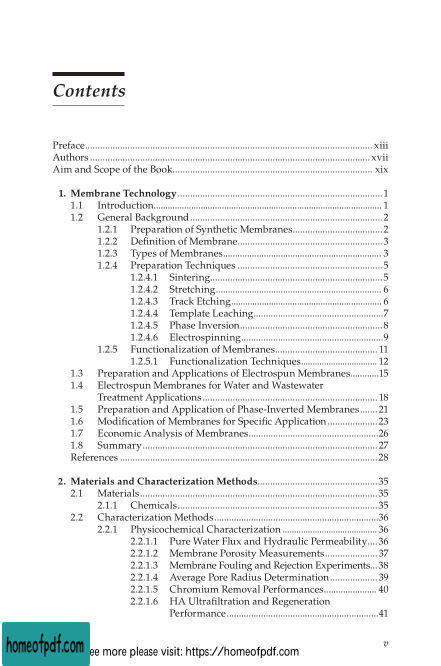 Contents
Preface................................................................xiii
Authors................................................................xvii
Aim and Scope of the Book................................................................xix
1. Membrane Technology................................................................1
1.1 Introduction................................................................1
1.2 General Background................................................................2
1.2.1 Preparation of Synthetic Membranes................................2
1.2.2 Definition of Membrane................................3
1.2.3 Types of Membranes................................3
1.2.4 Preparation Techniques................................5
1.2.4.1 Sintering................................5
1.2.4.2 Stretching................................6
1.2.4.3 Track Etching................................6
1.2.4.4 Template Leaching................................7
1.2.4.5 Phase Inversion................................8
1.2.4.6 Electrospinning................................9
1.2.5 Functionalization of Membranes................................11
1.2.5.1 Functionalization Techniques................................12
1.3 Preparation and Applications of Electrospun Membranes............15
1.4 Electrospun Membranes for Water and Wastewater
Treatment Applications................................18
1.5 Preparation and Application of Phase-Inverted Membranes.......21
1.6 Modification of Membranes for Specific Application....................23
1.7 Economic Analysis of Membranes................................26
1.8 Summary................................27
References................................28
2. Materials and Characterization Methods................................35
2.1 Materials................................35
2.1.1 Chemicals................................35
2.2 Characterization Methods................................36
2.2.1 Physicochemical Characterization................................36
2.2.1.1 Pure Water Flux and Hydraulic Permeability....36
2.2.1.2 Membrane Porosity Measurements....................37
2.2.1.3 Membrane Fouling and Rejection Experiments...38
2.2.1.4 Average Pore Radius Determination..................39
2.2.1.5 Chromium Removal Performances.....................40
2.2.1.6 HA Ultrafiltration and Regeneration
Performance................................41
v
homeofpdf.com ee more please visit: https://homeofpdf.com